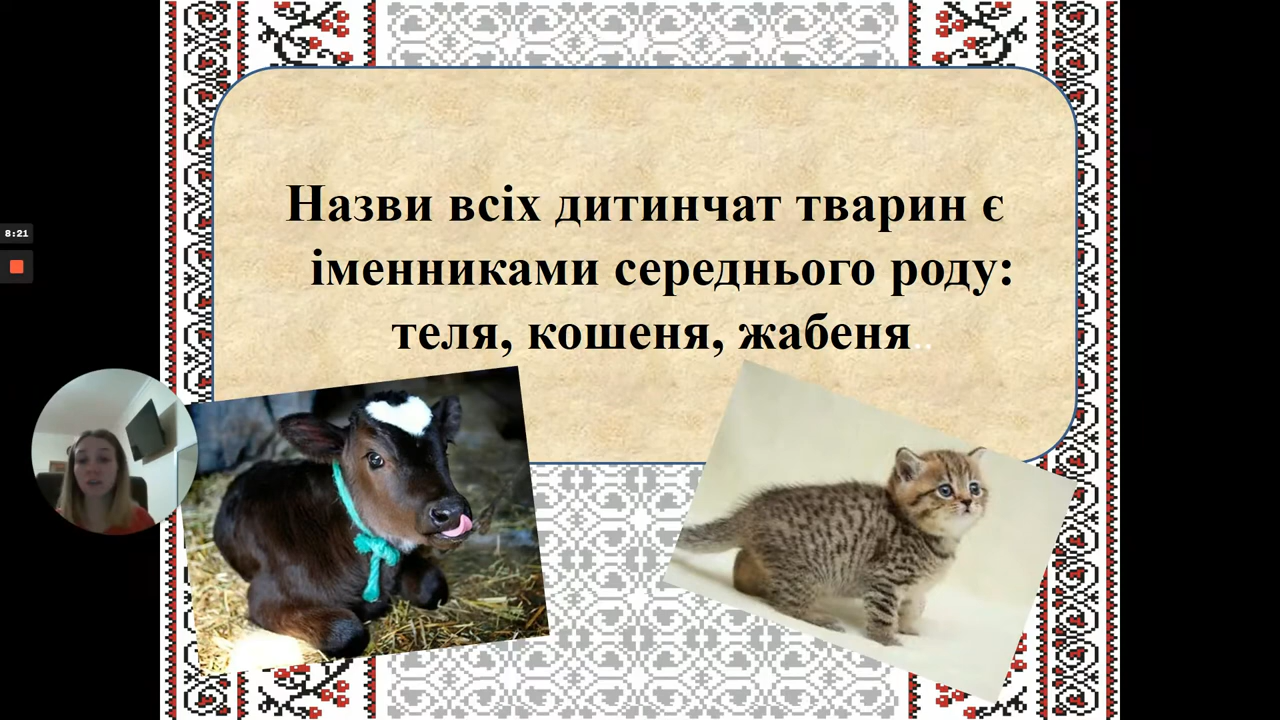 Назви всіх дитинчат тварин є
іменниками середнього роду:
теля, кошеня, жабеня..
8:21